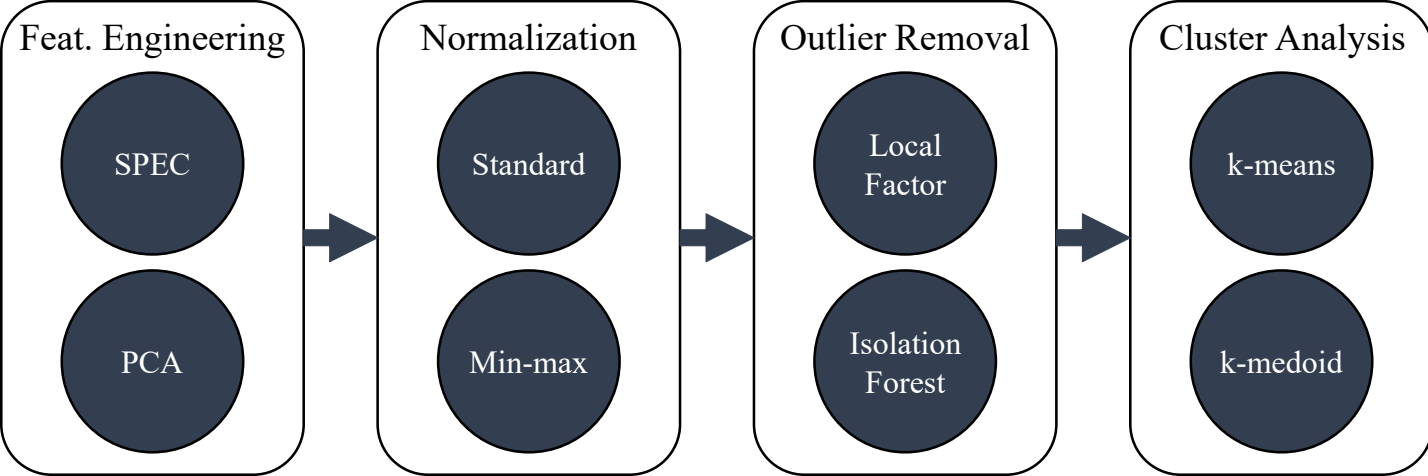 Feat. Engineering
SPEC
PCA
Normalization
Standard
Min-max
Outlier Removal
Local
Factor
Isolation
Forest
Cluster Analysis
k-means
k-medoid